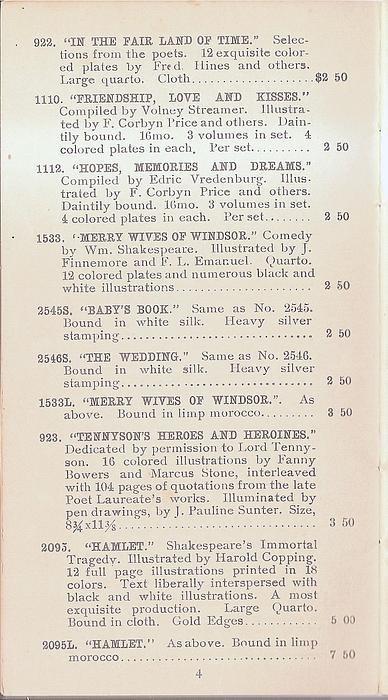 922. “IN THE FAIR LAND OF TIME.” Selec-
tions from the poets. 12 exquisite color-
ed plates by Fred. Hines and others.
Large quarto. Cloth....................$2 50
1110. “FRIENDSHIP, LOVE AND KISSES.”
Compiled by Volney Streamer. Illustra-
ted by F. Corbyn Price and others. Dain-
tily bound. 16mo. 3 volumes in set. 4
colored plates in each. Per set......... 2 50
1112. “HOPES, MEMORIES AND DREAMS.”
Compiled by Edric Vredenburg. Illus-
trated by F. Corbyn Price and others.
Daintily bound. 16mo. 3 volumes in set.
4 colored plates in each. Per set........ 2 50
1533. “MERRY WIVES OF WINDSOR.” Comedy
by Wm. Shakespeare. Illustrated by J.
Finnemore and F. L. Emanuel. Quarto.
12 colored plates and numerous black and
white illustrations....................... 2 50
2545S. “BABY’S BOOK.” Same as No. 2545.
Bound in white silk. Heavy silver
stamping................................ 2 50
2546S. “THE WEDDING.” Same as No. 2546.
Bound in white silk. Heavy silver
stamping................................ 2 50
1533L. “MERRY WIVES OF WINDSOR.”. As
above. Bound in limp morocco......... 3 50
923. “TENNYSON’S HEROES AND HEROINES.”
Dedicated by permission to Lord Tenny-
son. 16 colored illustrations by Fanny
Bowers and Marcus Stone, interleaved
with 104 pages of quotations from the late
Poet Laureate’s works. Illuminated by
pen drawings, by J. Pauline Sunter. Size,
8¾x11⅜................................. 3 50
2095. “HAMLET.” Shakespeare’s Immortal
Tragedy. Illustrated by Harold Copping.
12 full page illustrations printed in 18
colors. Text liberally interspersed with
black and white illustrations. A most
exquisite production. Large Quarto.
Bound in cloth. Gold Edges............ 5 00
2095L. “HAMLET.” As above. Bound in limp
morocco................................. 7 50
4